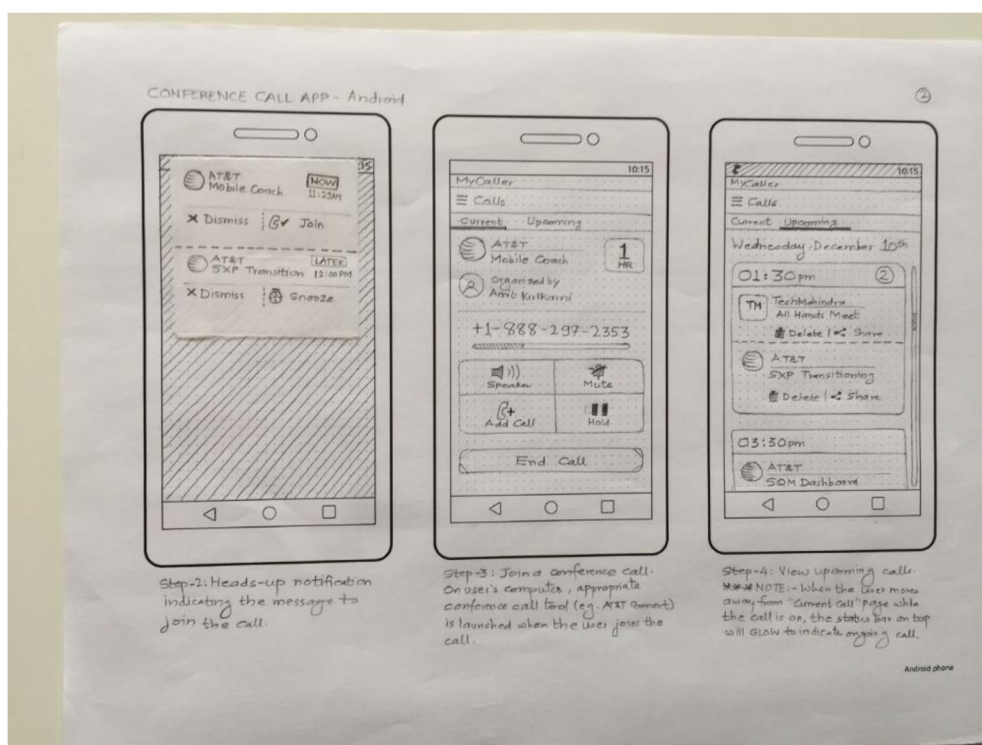 CONFERENCE CALL APP - Android
2
15
AT&T
Mobile Coach
NOW
11:29AM
X Dismiss
Join
AT&T
SXP Transition
LATER
12:00PM
X Dismiss
Snooze
Step-2: Heads-up notification
indicating the message to
join the call.
10:15
MyCaller
Calls
Current Upcoming
AT&T
Mobile Coach
1
HR
Organized by
+1-888-297-2353
Speaker
Mute
Add Call
Hold
End Call
Step-3: Join a conference call.
On user's computer, appropriate
conference call tool (eg. AT&T Connect)
is launched when the user joins the
call.
10:15
MyCaller
Calls
Current Upcoming
Wednesday, December 10th
01:30pm
2
TM
TechMahindra
All Hands Meet
Delete | Share
AT&T
SXP Transitioning
Delete | Share
03:30pm
AT&T
SQM Dashboard
Step-4: View upcoming calls.
NOTE:- When the user moves
away from "Current Call" page while
the call is on, the status bar on top
will GLOW to indicate ongoing call.
Android phone